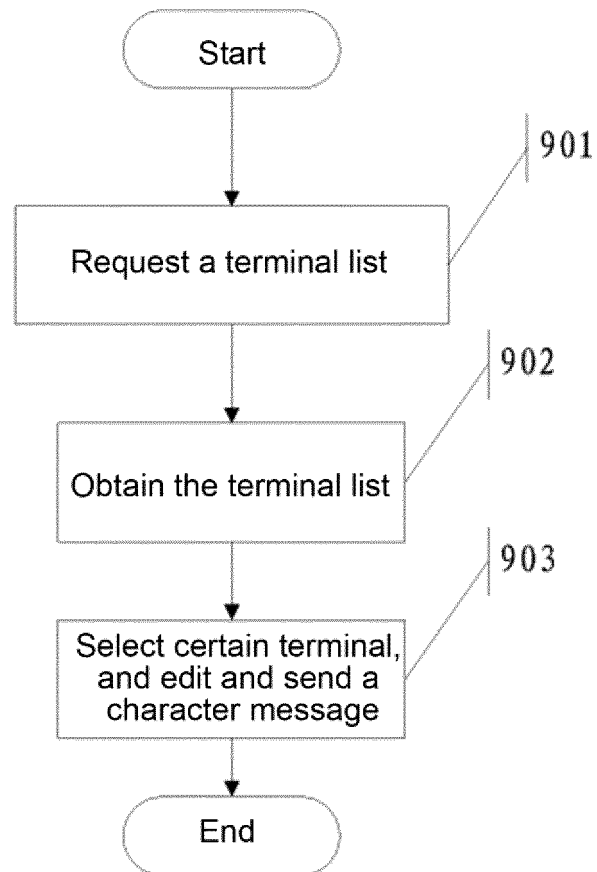 Start
901
Request a terminal list
902
Obtain the terminal list
903
Select certain terminal,
and edit and send a
character message
End